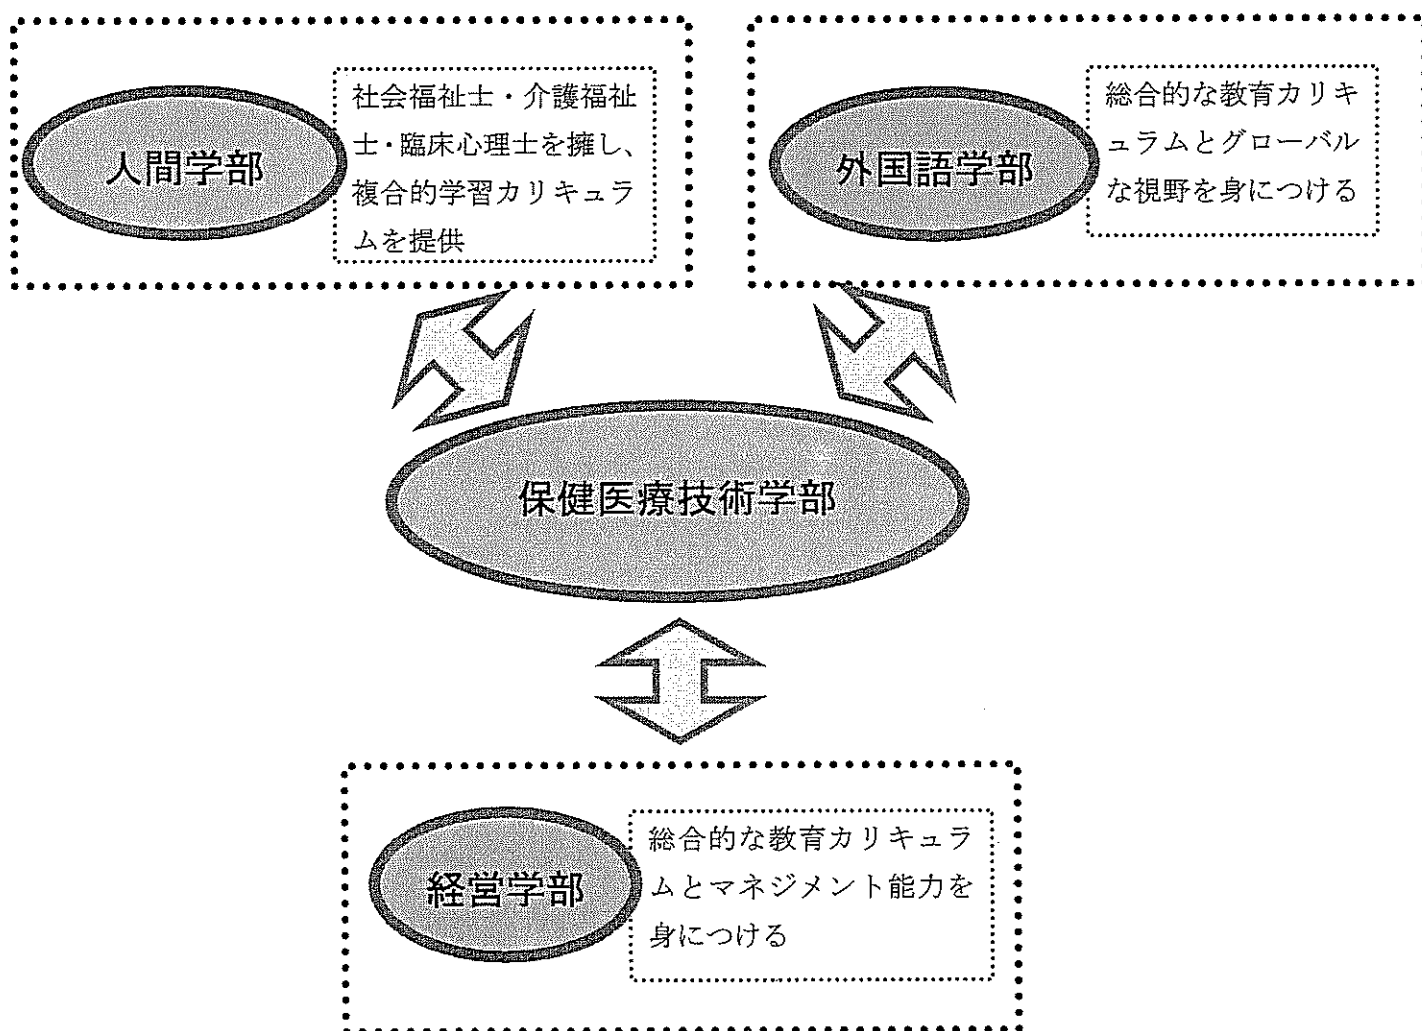 人間学部
社会福祉士・介護福祉
士・臨床心理士を擁し、
複合的学習カリキュラ
ムを提供
外国語学部
総合的な教育カリキ
ュラムとグローバル
な視野を身につける
保健医療技術学部
経営学部
総合的な教育カリキュラ
ムとマネジメント能力を
身につける